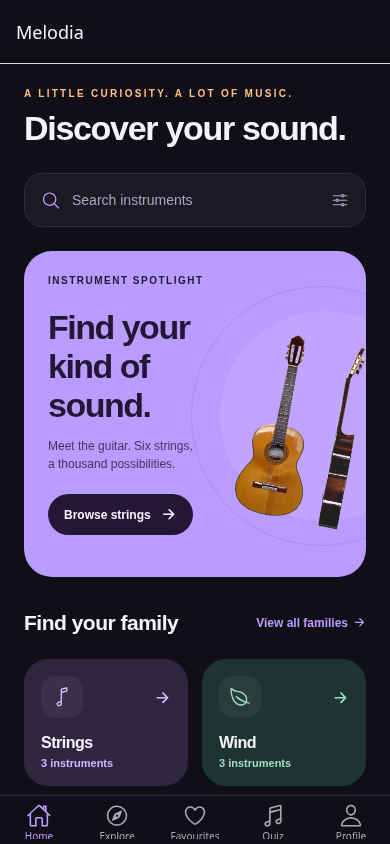 Melodia
A LITTLE CURIOSITY. A LOT OF MUSIC.
Discover your sound.
Search instruments
INSTRUMENT SPOTLIGHT
Find your
kind of
sound.
Meet the guitar. Six strings,
a thousand possibilities.
Browse strings
Find your family
View all families
Strings
3 instruments
Wind
3 instruments
Home
Explore
Favourites
Quiz
Profile